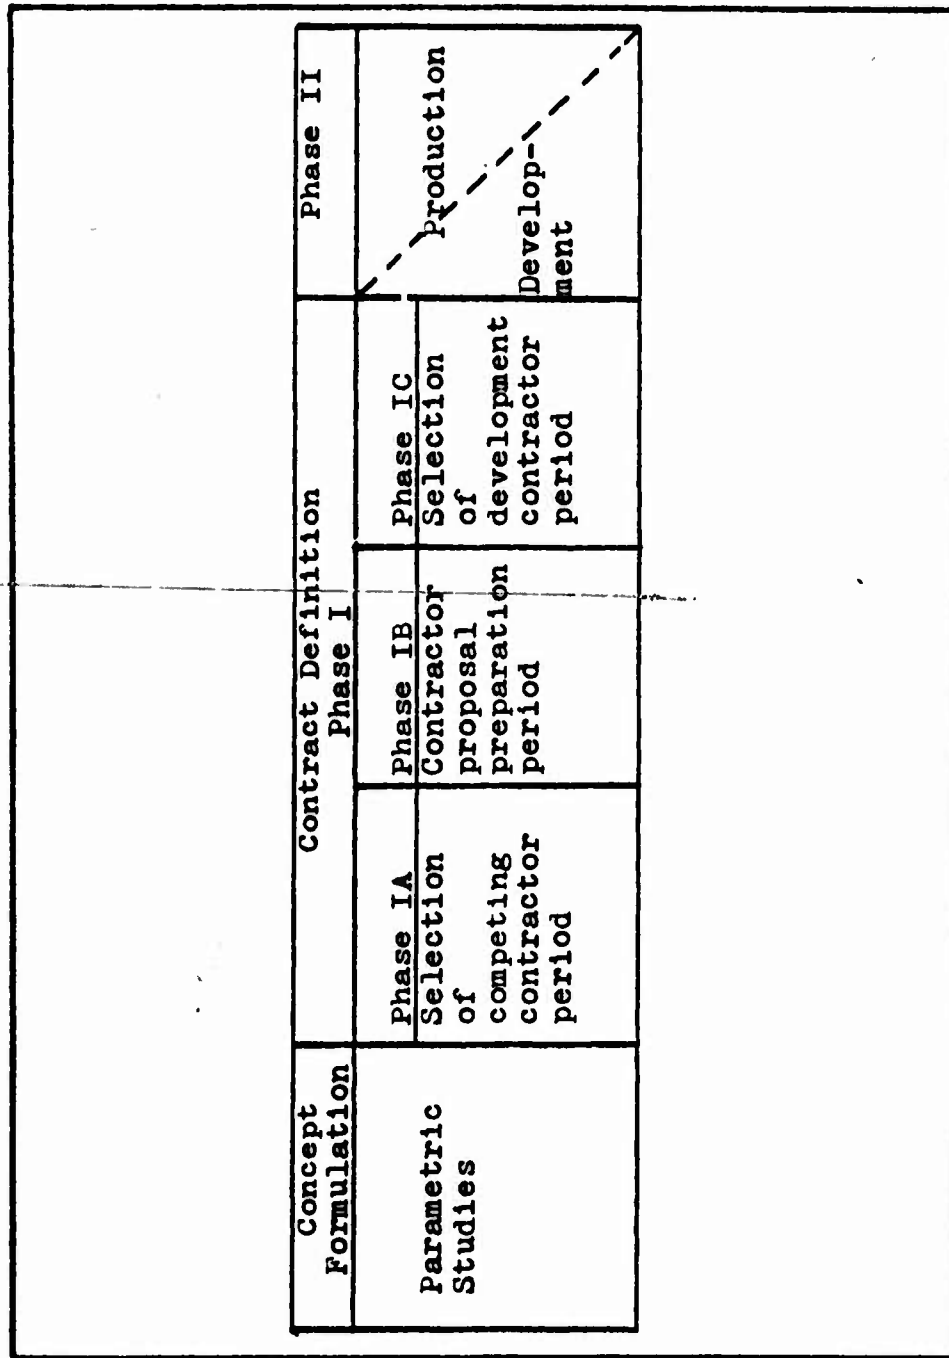 Concept
Formulation
Contract Definition
Phase I
Phase II
Parametric
Studies
Phase IA
Selection
of
competing
contractor
period
Phase IB
Contractor
proposal
preparation
period
Phase IC
Selection
of
development
contractor
period
Production
Develop-
ment